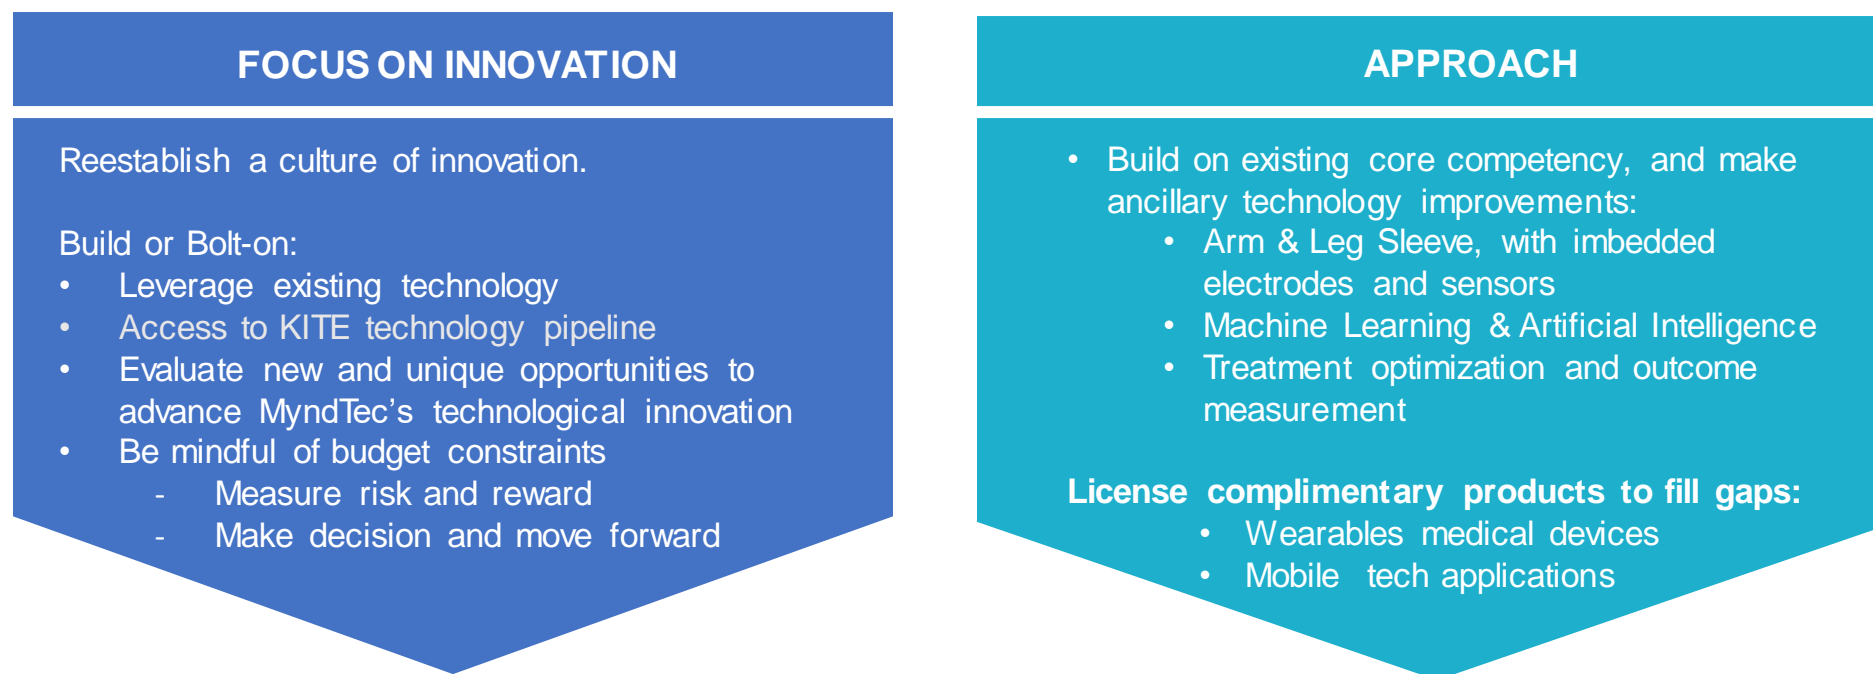 FOCUS ON INNOVATION
Reestablish a culture of innovation.
Build or Bolt-on:
• Leverage existing technology
• Access to KITE technology pipeline
• Evaluate new and unique opportunities to
advance MyndTec’s technological innovation
• Be mindful of budget constraints
- Measure risk and reward
- Make decision and move forward
APPROACH
• Build on existing core competency, and make
ancillary technology improvements:
• Arm & Leg Sleeve, with imbedded
electrodes and sensors
• Machine Learning & Artificial Intelligence
• Treatment optimization and outcome
measurement
License complimentary products to fill gaps:
• Wearables medical devices
• Mobile tech applications